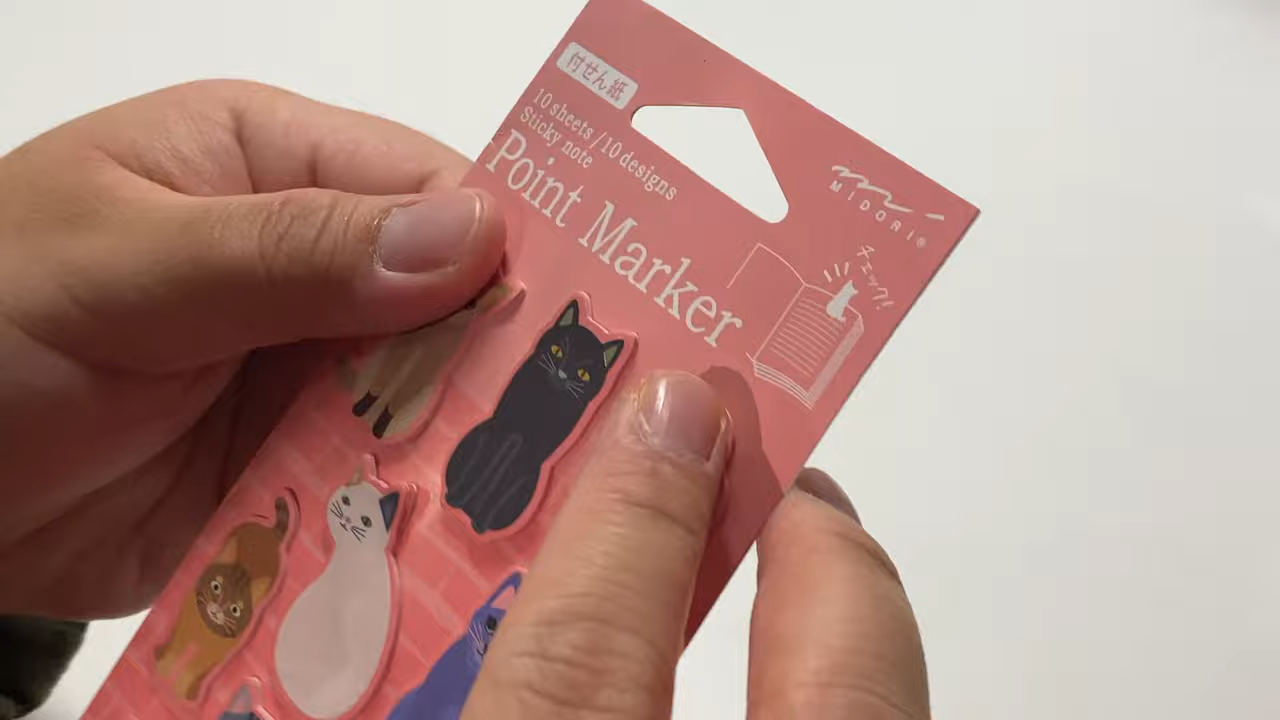 付せん紙
10 sheets/10 designs
Sticky note
Point Marker
MIDORI®
チェック!